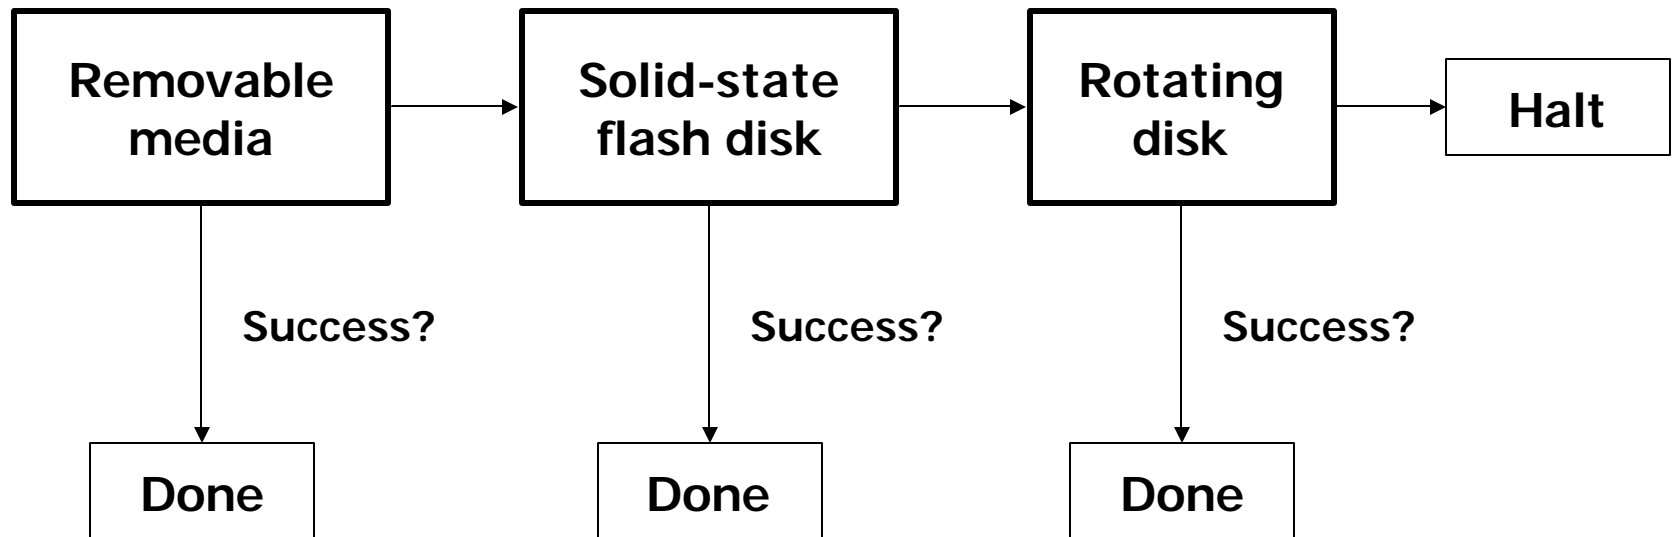 Removable
media
Solid-state
flash disk
Rotating
disk
Halt
Success?
Success?
Success?
Done
Done
Done